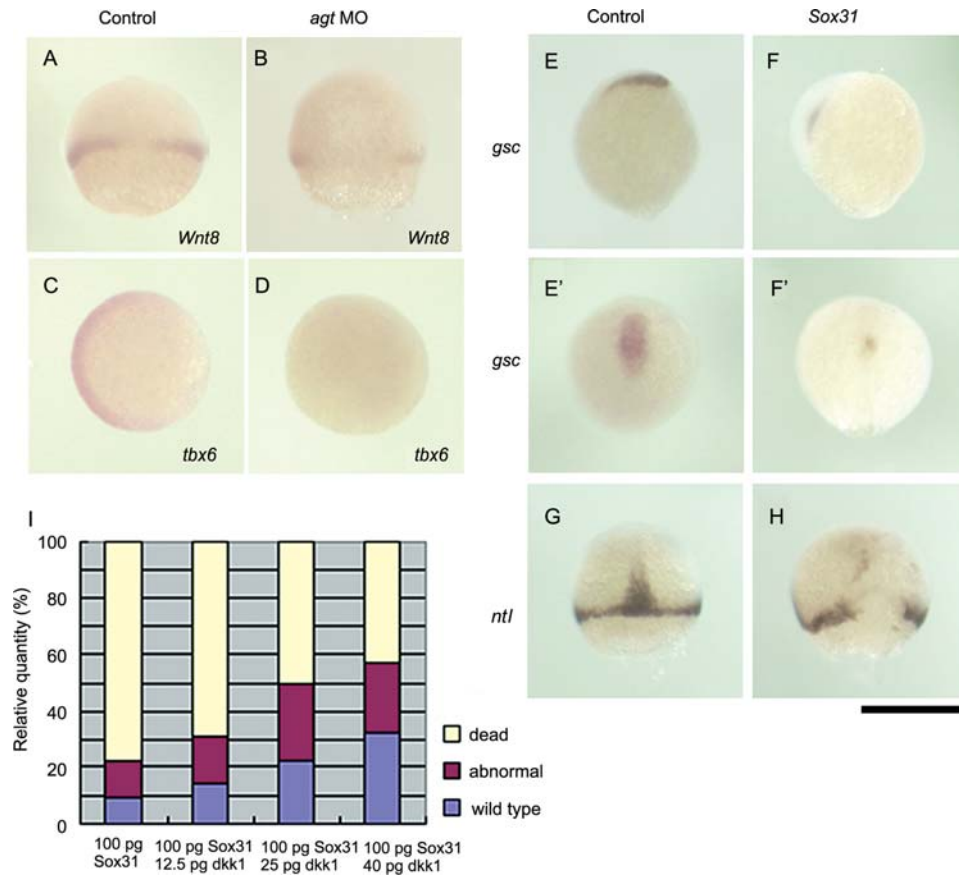 Control
agt MO
Control
Sox31
A
Wnt8
B
Wnt8
C
tbx6
D
tbx6
E
gsc
F
E’
gsc
F’
G
ntl
H
I
Relative quantity (%)
100
80
60
40
20
0
100 pg
Sox31
100 pg Sox31
12.5 pg dkk1
100 pg Sox31
25 pg dkk1
100 pg Sox31
40 pg dkk1
dead
abnormal
wild type